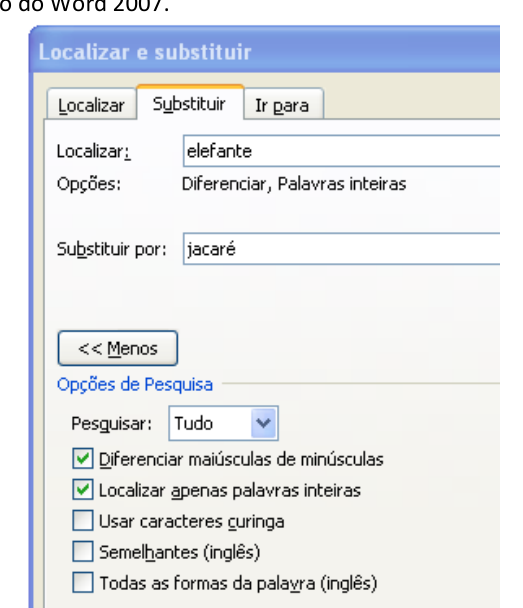 o do Word 2007.
Localizar e substituir
Localizar Substituir Ir para
Localizar: elefante
Opções: Diferenciar, Palavras inteiras
Substituir por: jacaré
<< Menos
Opções de Pesquisa
Pesquisar: Tudo
Diferenciar maiúsculas de minúsculas
Localizar apenas palavras inteiras
Usar caracteres curinga
Semelhantes (inglês)
Todas as formas da palavra (inglês)